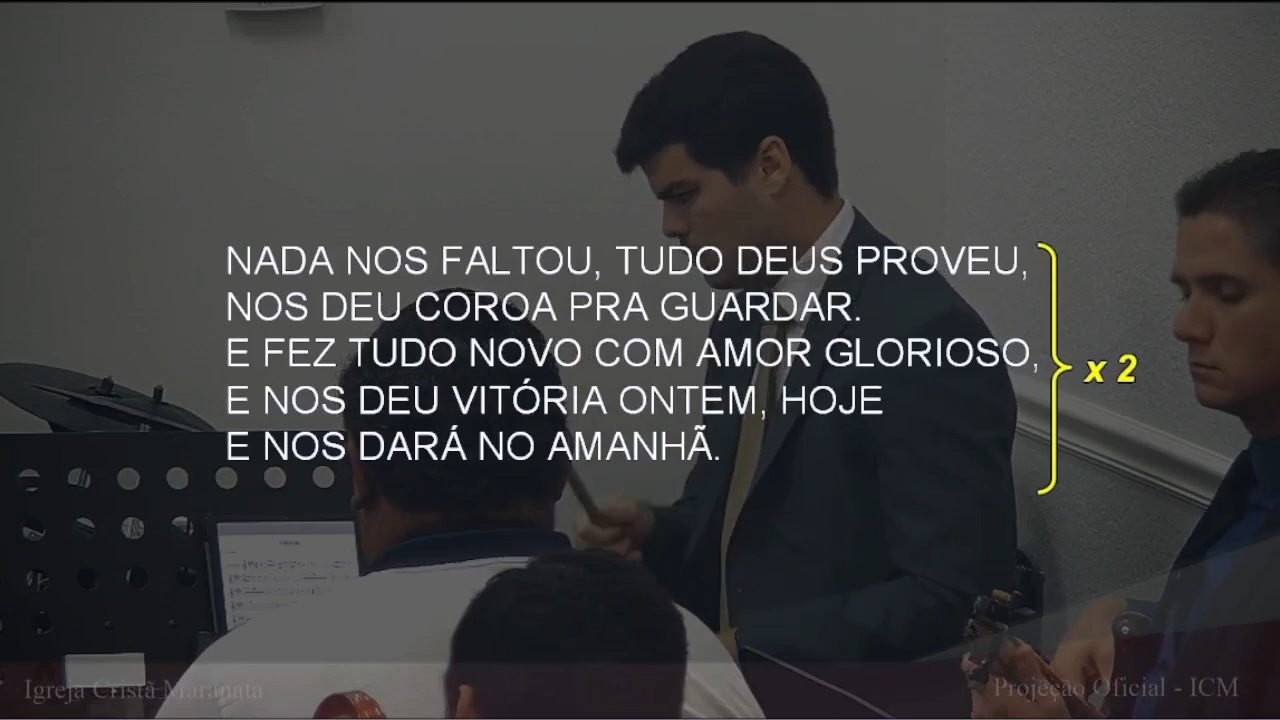 NADA NOS FALTOU, TUDO DEUS PROVEU,
NOS DEU COROA PRA GUARDAR.
E FEZ TUDO NOVO COM AMOR GLORIOSO,
E NOS DEU VITÓRIA ONTEM, HOJE
E NOS DARÁ NO AMANHÃ.
x 2
Igreja Cristã Maranata
Projeção Oficial - ICM